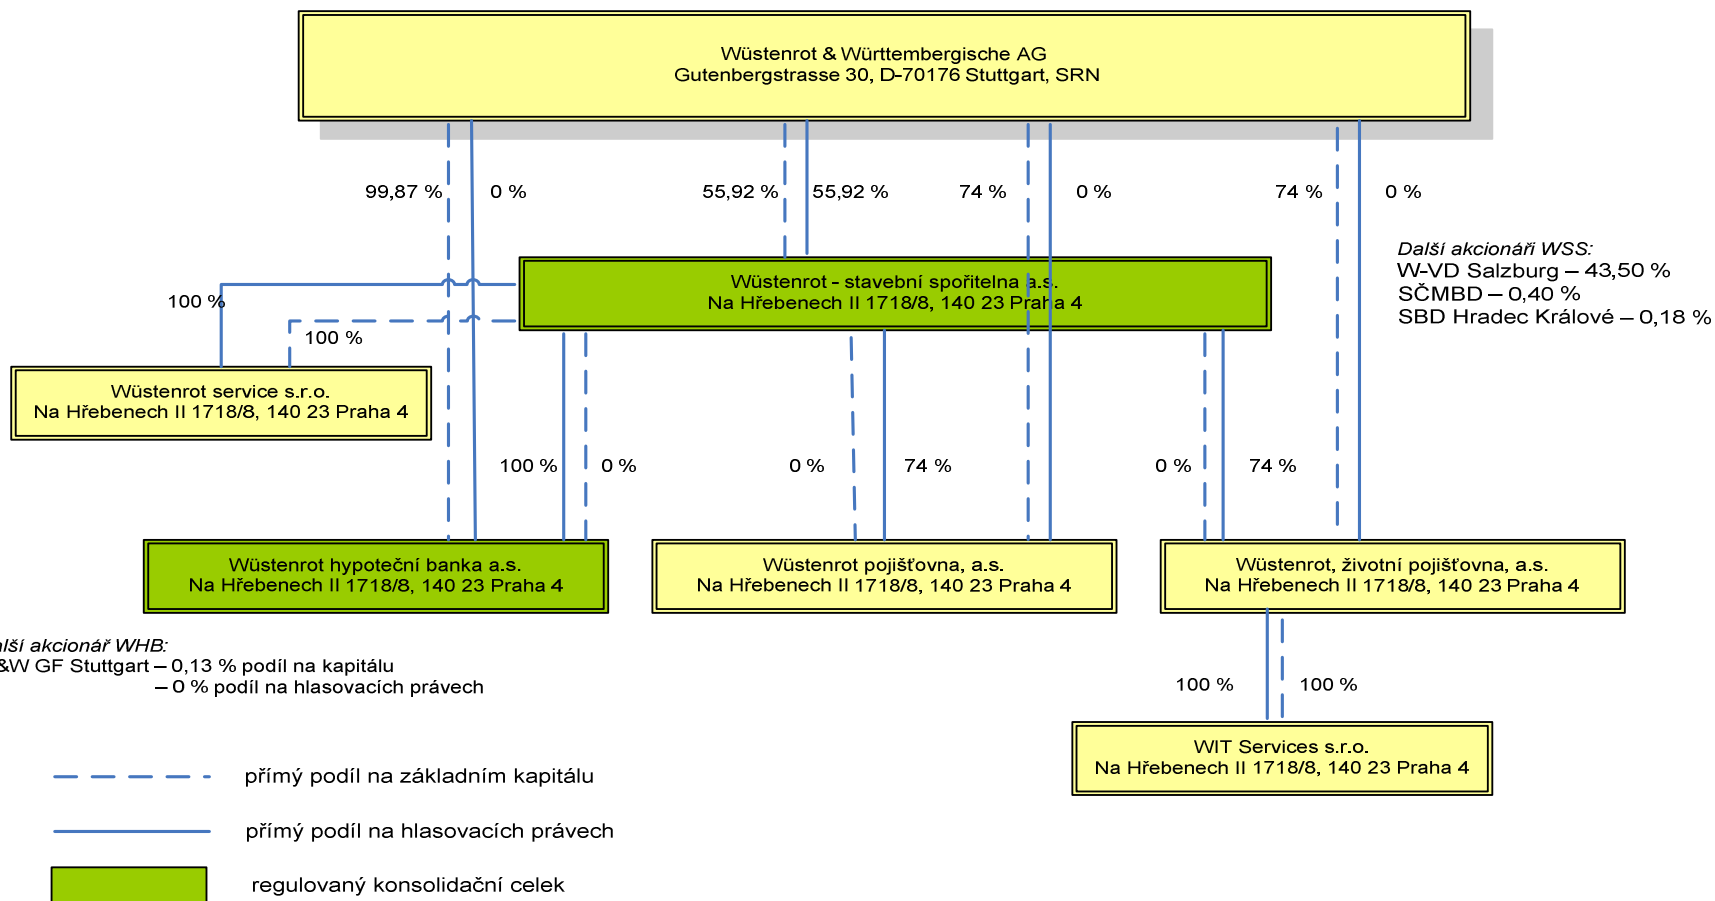 Wüstenrot & Württembergische AG
Gutenbergstrasse 30, D-70176 Stuttgart, SRN
99,87 %
0 %
55,92 %
55,92 %
74 %
0 %
74 %
0 %
Další akcionáři WSS:
W-VD Salzburg – 43,50 %
SČMBD – 0,40 %
SBD Hradec Králové – 0,18 %
Wüstenrot - stavební spořitelna a.s.
Na Hřebenech II 1718/8, 140 23 Praha 4
100 %
100 %
Wüstenrot service s.r.o.
Na Hřebenech II 1718/8, 140 23 Praha 4
100 %
0 %
0 %
74 %
0 %
74 %
Wüstenrot hypoteční banka a.s.
Na Hřebenech II 1718/8, 140 23 Praha 4
Wüstenrot pojišťovna, a.s.
Na Hřebenech II 1718/8, 140 23 Praha 4
Wüstenrot, životní pojišťovna, a.s.
Na Hřebenech II 1718/8, 140 23 Praha 4
alší akcionář WHB:
&W GF Stuttgart – 0,13 % podíl na kapitálu
– 0 % podíl na hlasovacích právech
100 %
100 %
WIT Services s.r.o.
Na Hřebenech II 1718/8, 140 23 Praha 4
přímý podíl na základním kapitálu
přímý podíl na hlasovacích právech
regulovaný konsolidační celek